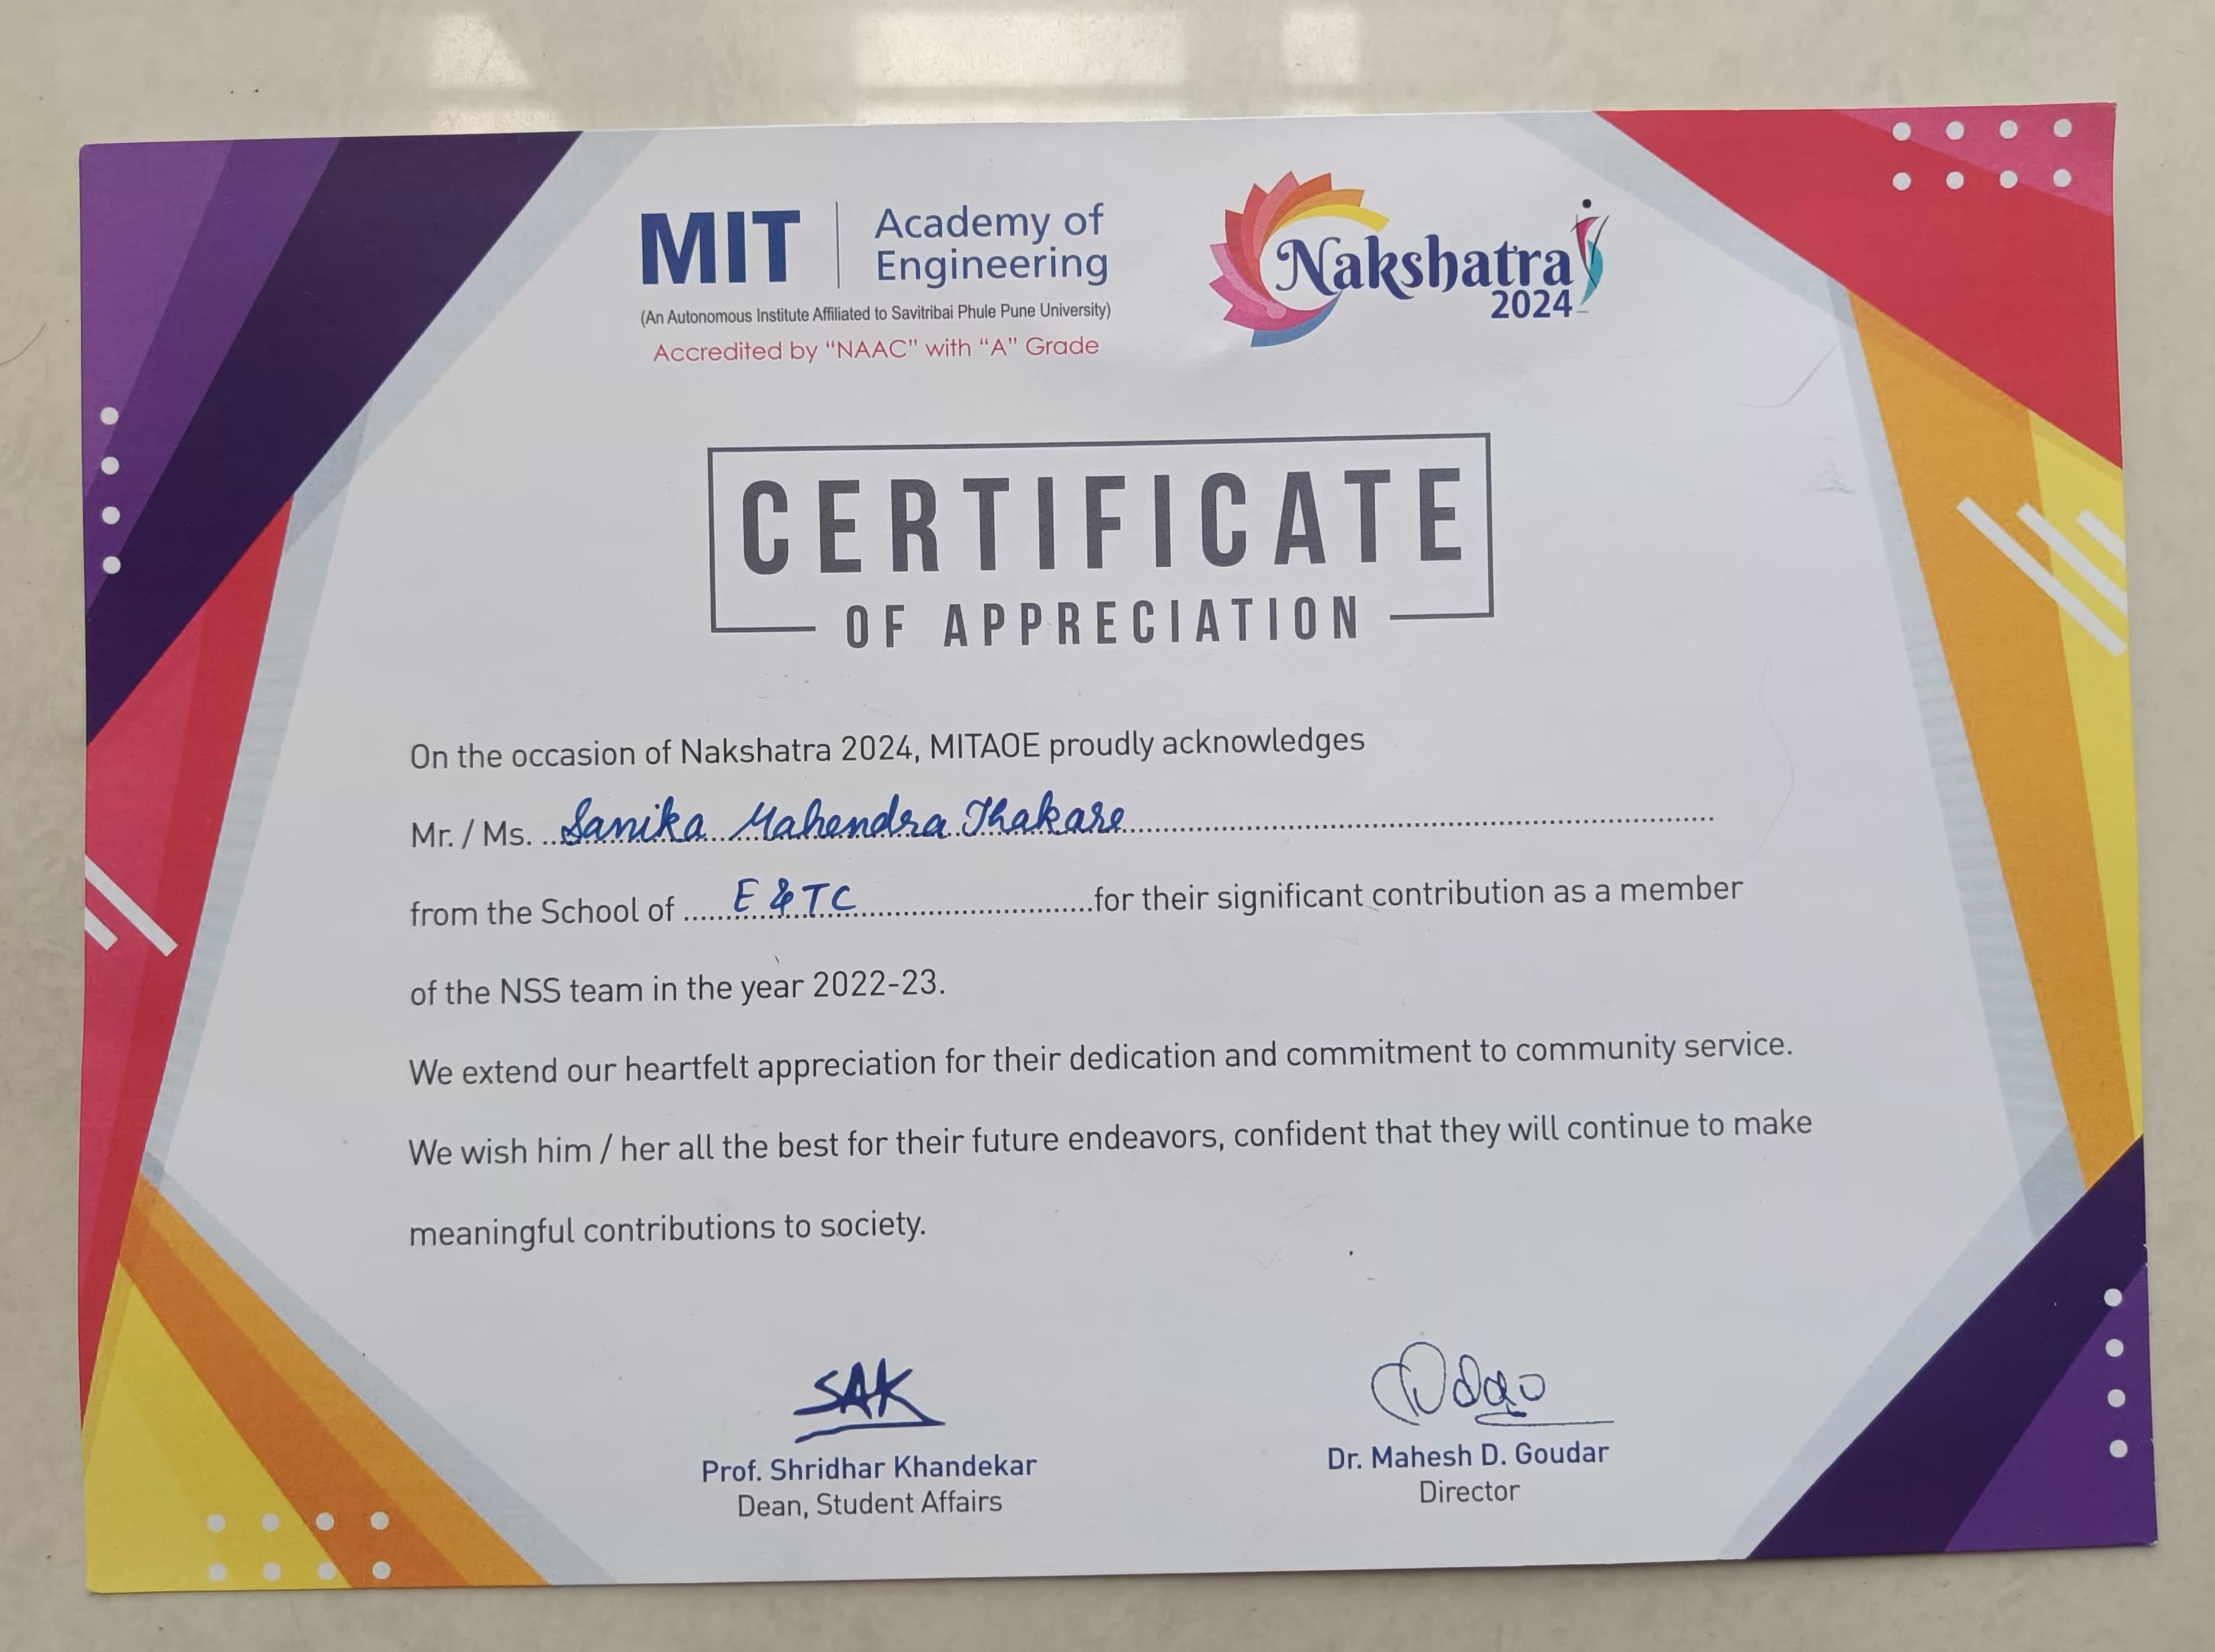 MIT Academy of Engineering
(An Autonomous Institute Affiliated to Savitribai Phule Pune University)
Accredited by “NAAC” with “A” Grade
Nakshatra
2024
CERTIFICATE
OF APPRECIATION
On the occasion of Nakshatra 2024, MITAOE proudly acknowledges
Mr. / Ms. Sanika Mahendra Thakare
from the School of E & TC for their significant contribution as a member
of the NSS team in the year 2022-23.
We extend our heartfelt appreciation for their dedication and commitment to community service.
We wish him / her all the best for their future endeavors, confident that they will continue to make
meaningful contributions to society.
SAK
Prof. Shridhar Khandekar
Dean, Student Affairs
Dr. Mahesh D. Goudar
Director